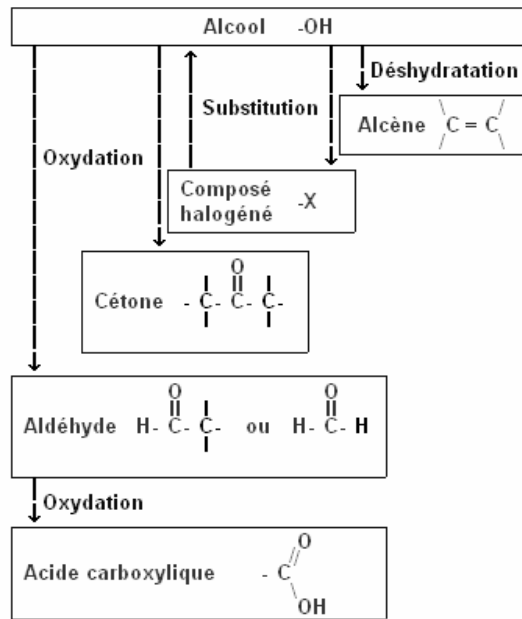 Alcool -OH
Déshydratation
Substitution
Alcène C = C
Oxydation
Composé
halogéné -X
O
Cétone - C - C - C -
O O
Aldéhyde H - C - C - ou H - C - H
Oxydation
O
Acide carboxylique - C
OH